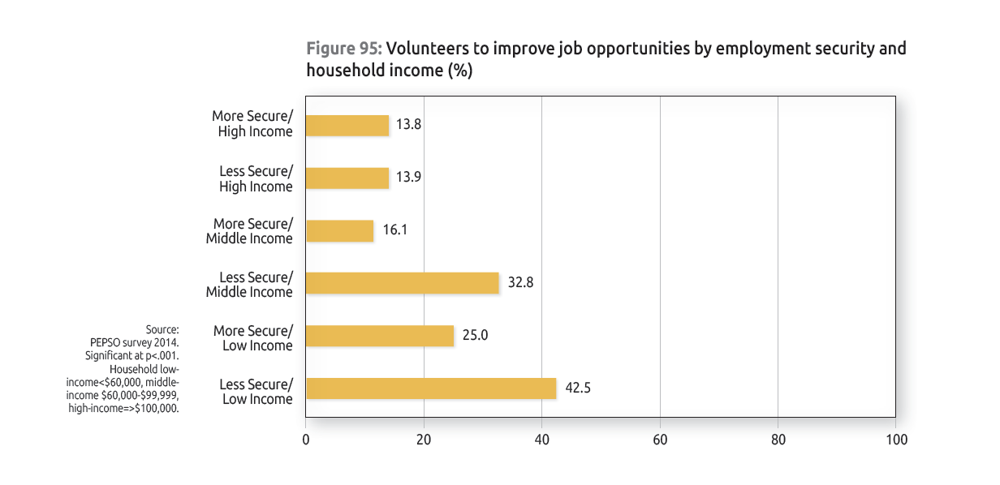 Figure 95: Volunteers to improve job opportunities by employment security and
household income (%)
More Secure/
High Income
13.8
Less Secure/
High Income
13.9
More Secure/
Middle Income
16.1
Less Secure/
Middle Income
32.8
More Secure/
Low Income
25.0
Less Secure/
Low Income
42.5
0 20 40 60 80 100
Source:
PEPSO survey 2014.
Significant at p<.001.
Household low-
income<$60,000, middle-
income $60,000-$99,999,
high-income=>$100,000.